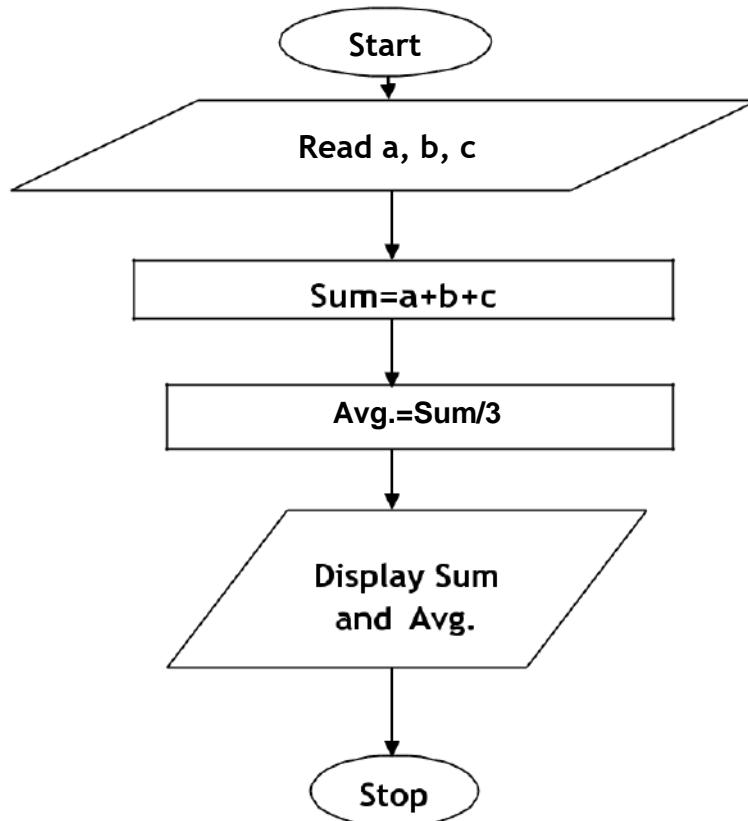 Start
Read a, b, c
Sum=a+b+c
Avg.=Sum/3
Display Sum
and Avg.
Stop